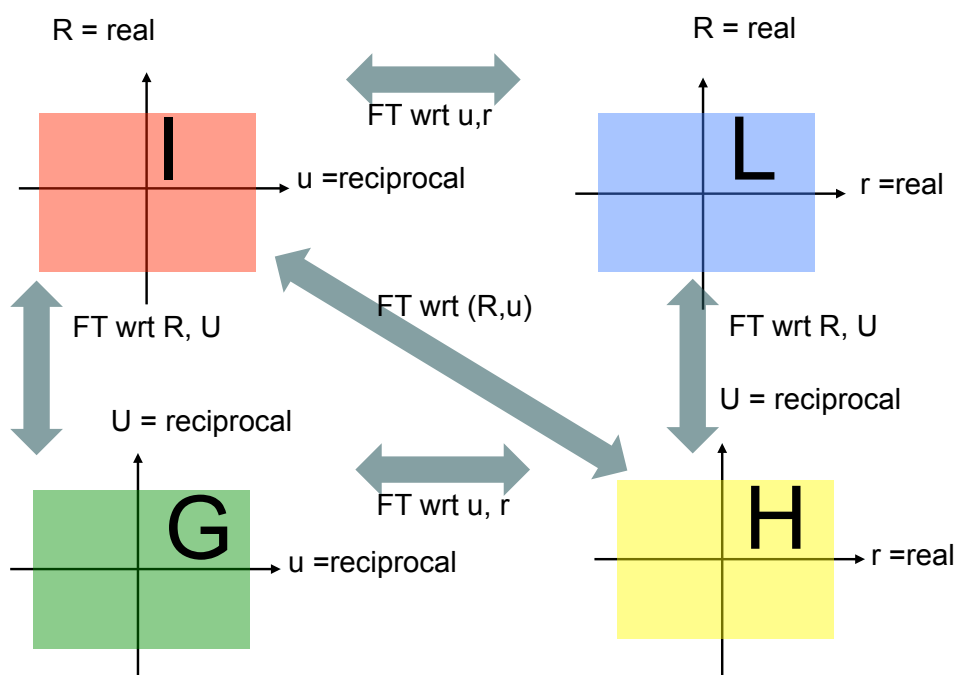 R = real
R = real
FT wrt u,r
I
L
u =reciprocal
r =real
FT wrt (R,u)
FT wrt R, U
FT wrt R, U
U = reciprocal
U = reciprocal
FT wrt u, r
G
H
u =reciprocal
r =real